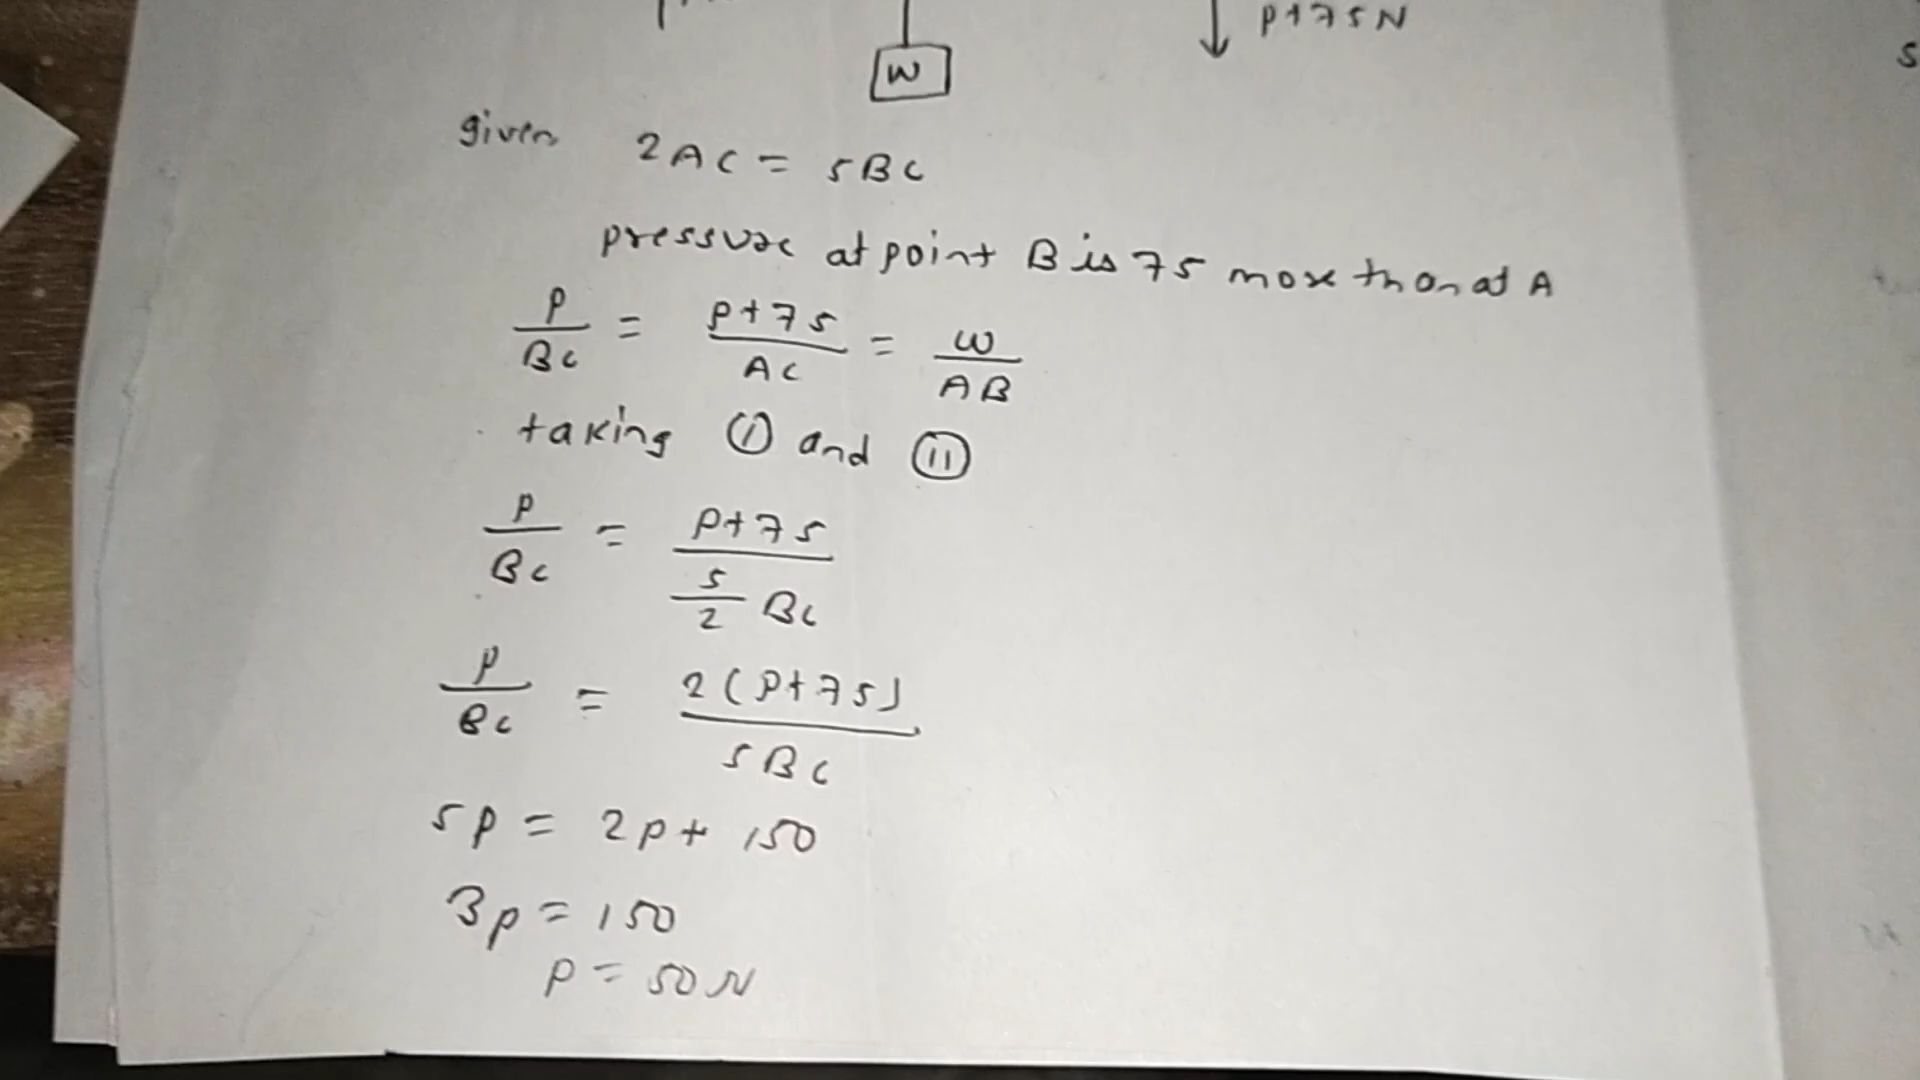 P+75N
W
given 2AC = 5BC
pressure at point B is 75 more than at A
P/BC = P+75/AC = W/AB
taking (i) and (ii)
P/BC = P+75/(5/2 BC)
P/BC = 2(P+75)/5BC
5P = 2P + 150
3P = 150
P = 50N